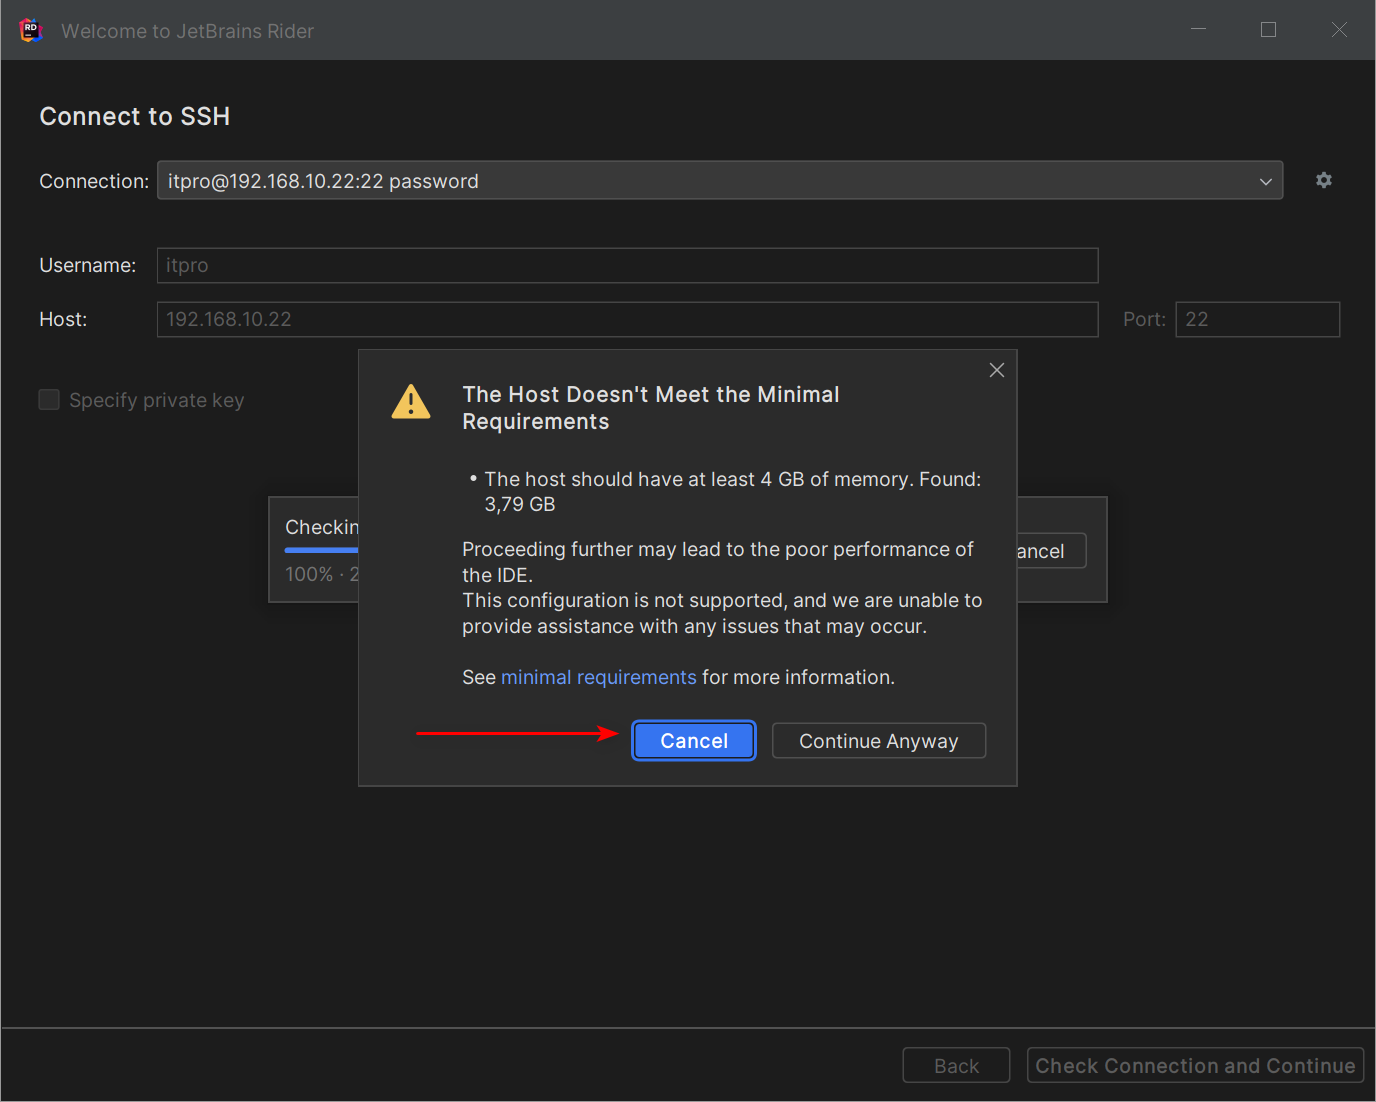 RD
Welcome to JetBrains Rider
Connect to SSH
Connection: itpro@192.168.10.22:22 password
Username: itpro
Host: 192.168.10.22 Port: 22
Specify private key
The Host Doesn't Meet the Minimal
Requirements
• The host should have at least 4 GB of memory. Found:
3,79 GB
Checkin
ancel
100% · 2
Proceeding further may lead to the poor performance of
the IDE.
This configuration is not supported, and we are unable to
provide assistance with any issues that may occur.
See minimal requirements for more information.
Cancel Continue Anyway
Back Check Connection and Continue